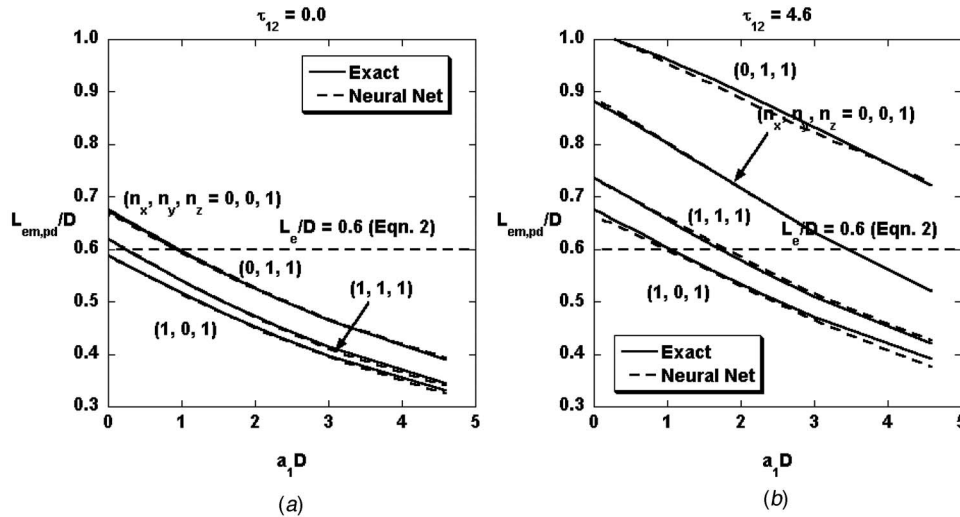 τ12 = 0.0
1.0
0.9
0.8
0.7
0.6
0.5
0.4
0.3
Lem,pd/D
Exact
Neural Net
(nx, ny, nz = 0, 0, 1)
Le/D = 0.6 (Eqn. 2)
(0, 1, 1)
(1, 1, 1)
(1, 0, 1)
0 1 2 3 4 5
a1D
(a)
τ12 = 4.6
1.0
0.9
0.8
0.7
0.6
0.5
0.4
0.3
Lem,pd/D
(0, 1, 1)
(nx, ny, nz = 0, 0, 1)
(1, 1, 1)
Le/D = 0.6 (Eqn. 2)
(1, 0, 1)
Exact
Neural Net
0 1 2 3 4 5
a1D
(b)